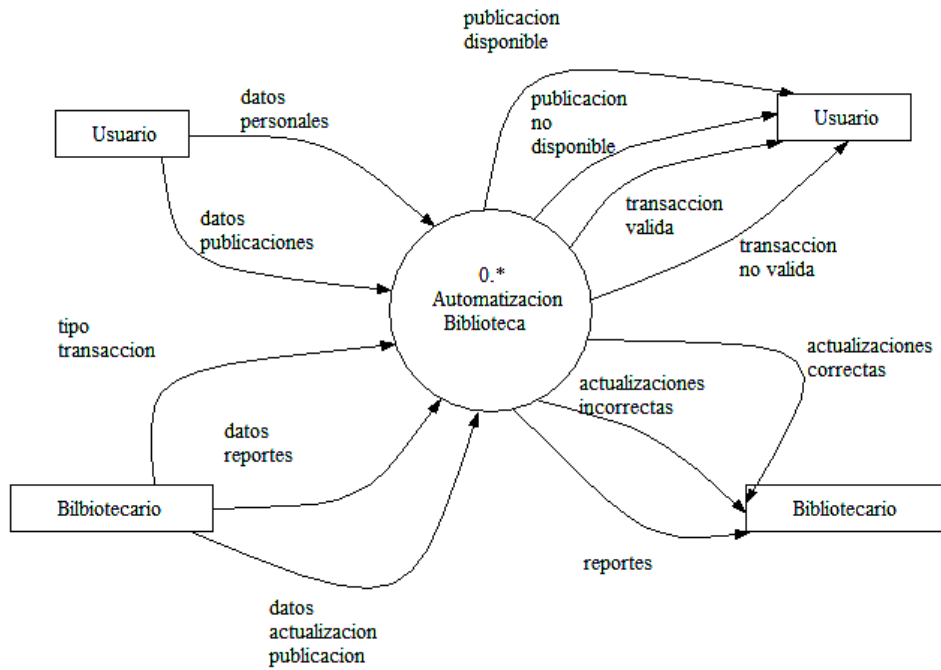 publicacion
disponible
datos
personales
publicacion
no
disponible
Usuario
Usuario
datos
publicaciones
transaccion
valida
transaccion
no valida
0.*
Automatizacion
Biblioteca
tipo
transaccion
actualizaciones
correctas
actualizaciones
incorrectas
datos
reportes
Bilbiotecario
Bibliotecario
reportes
datos
actualizacion
publicacion